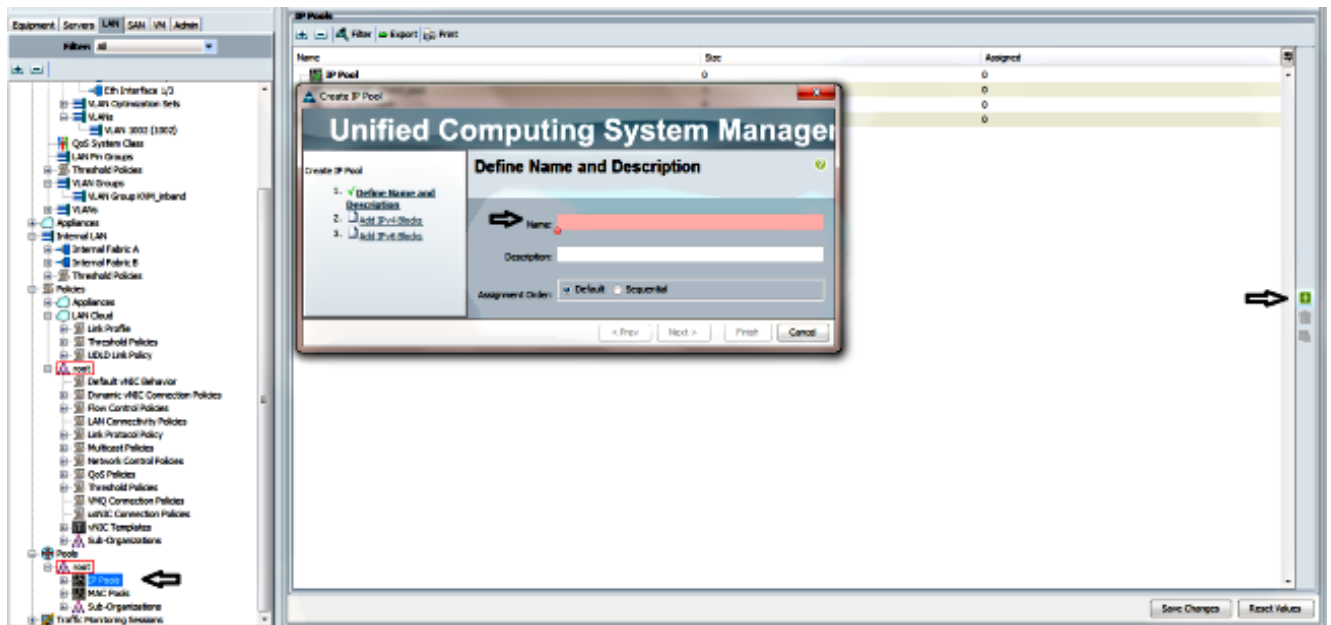 Equipment Servers LAN SAN VM Admin
Filter: All
Eth Interface 1/3
VLAN Optimization Sets
VLANs
VLAN 1002 (1002)
QoS System Class
LAN Pin Groups
Threshold Policies
VLAN Groups
VLAN Group KVM_inband
VLANs
Appliances
Internal LAN
Internal Fabric A
Internal Fabric B
Threshold Policies
Policies
Appliances
LAN Cloud
Link Profile
Threshold Policies
UDLD Link Policy
root
Default vNIC Behavior
Dynamic vNIC Connection Policies
Flow Control Policies
LAN Connectivity Policies
Link Protocol Policy
Multicast Policies
Network Control Policies
QoS Policies
Threshold Policies
VMQ Connection Policies
usNIC Connection Policies
vNIC Templates
Sub-Organizations
Pools
root
IP Pools
MAC Pools
Sub-Organizations
Traffic Monitoring Sessions
IP Pools
Filter Export Print
Name Size Assigned
IP Pool 0 0
0
0
0
Create IP Pool
Unified Computing System Manager
Create IP Pool
1. √ Define Name and Description
2. Add IPv4 Blocks
3. Add IPv6 Blocks
Define Name and Description
Name:
Description:
Assignment Order: Default Sequential
< Prev Next > Finish Cancel
Save Changes Reset Values